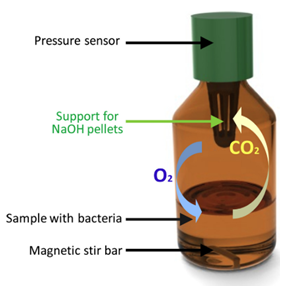 Pressure sensor
Support for
NaOH pellets
CO₂
O₂
Sample with bacteria
Magnetic stir bar